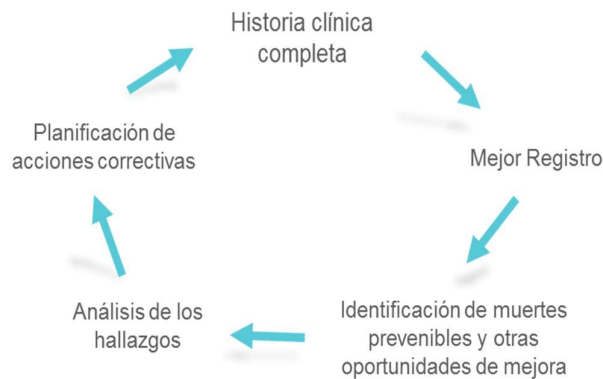 Historia clínica
completa
Mejor Registro
Identificación de muertes
prevenibles y otras
oportunidades de mejora
Análisis de los
hallazgos
Planificación de
acciones correctivas